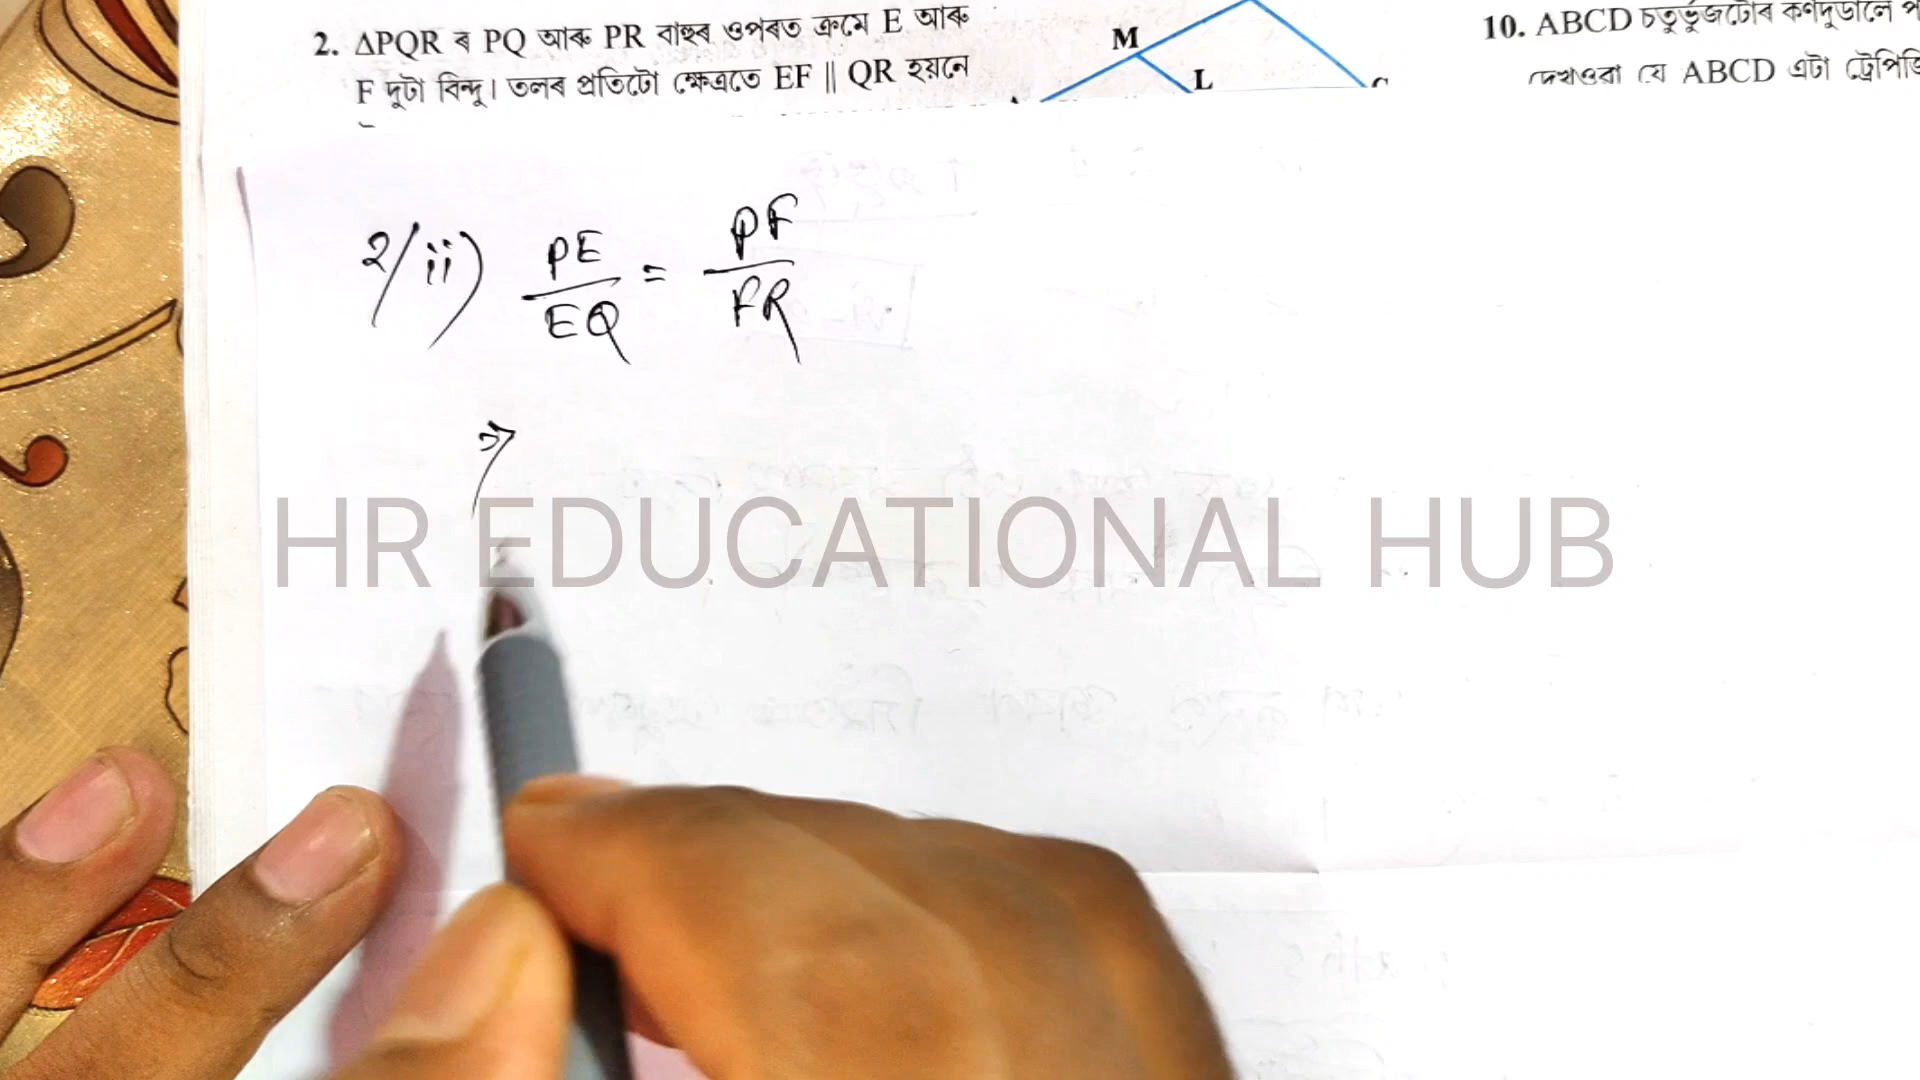 2. ΔPQR ৰ PQ আৰু PR বাহুৰ ওপৰত ক্ৰমে E আৰু
F দুটা বিন্দু। তলৰ প্ৰতিটো ক্ষেত্ৰতে EF || QR হয়নে
M
L
10. ABCD চতুৰ্ভুজটোৰ কৰ্ণদুডালে
দেখুওৱা যে ABCD এটা
2/ii) PE/EQ = PF/FR
⇒
HR EDUCATIONAL HUB